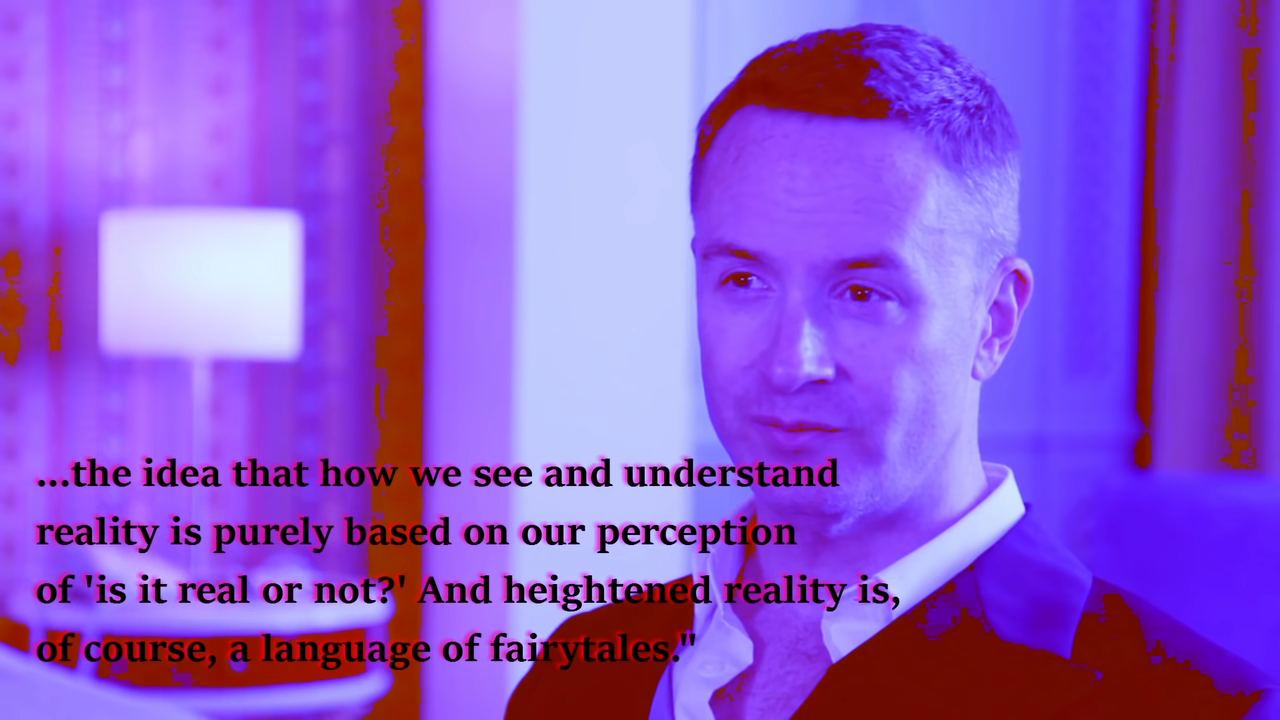 ...the idea that how we see and understand
reality is purely based on our perception
of 'is it real or not?' And heightened reality is,
of course, a language of fairytales."